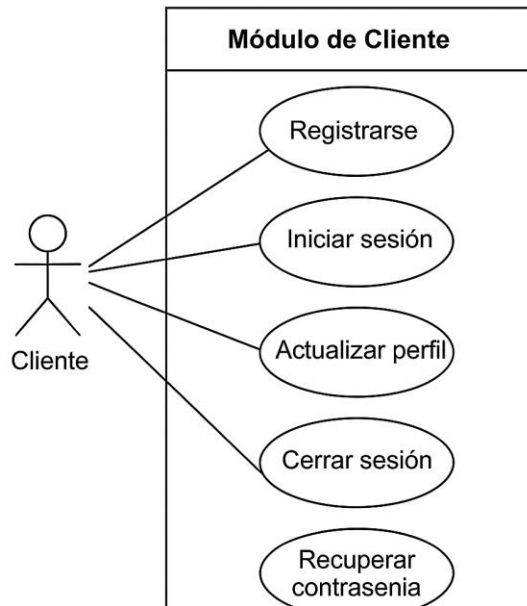 Módulo de Cliente
Registrarse
Iniciar sesión
Actualizar perfil
Cliente
Cerrar sesión
Recuperar
contrasenia